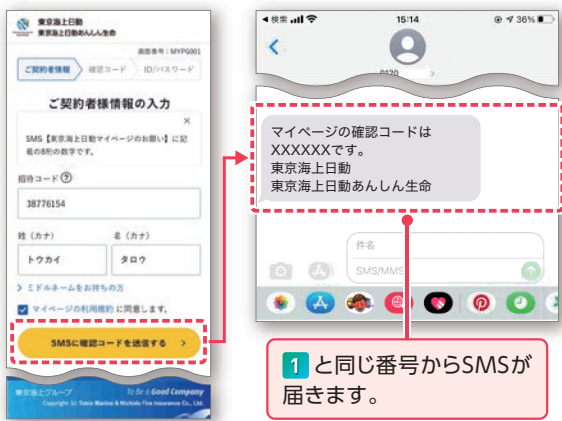 東京海上日動
東京海上日動あんしん生命
画面番号：MYPG001
ご契約者情報
確認コード
ID/パスワード
ご契約者様情報の入力
×
SMS【東京海上日動マイページのお願い】に記
載の8桁の数字です。
招待コード ?
38776154
姓（カナ） 名（カナ）
トウカイ タロウ
> ミドルネームをお持ちの方
マイページの利用規約 に同意します。
SMSに確認コードを送信する >
東京海上グループ
To Be a Good Company
Copyright (c) Tokio Marine & Nichido Fire Insurance Co., Ltd.
◀検索 15:14 36%
0120
マイページの確認コードは
XXXXXXです。
東京海上日動
東京海上日動あんしん生命
件名
SMS/MMS
1 と同じ番号からSMSが
届きます。